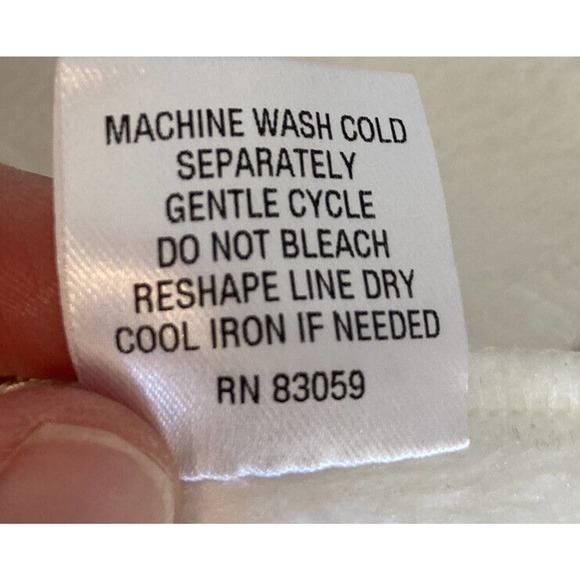 MACHINE WASH COLD
SEPARATELY
GENTLE CYCLE
DO NOT BLEACH
RESHAPE LINE DRY
COOL IRON IF NEEDED
RN 83059